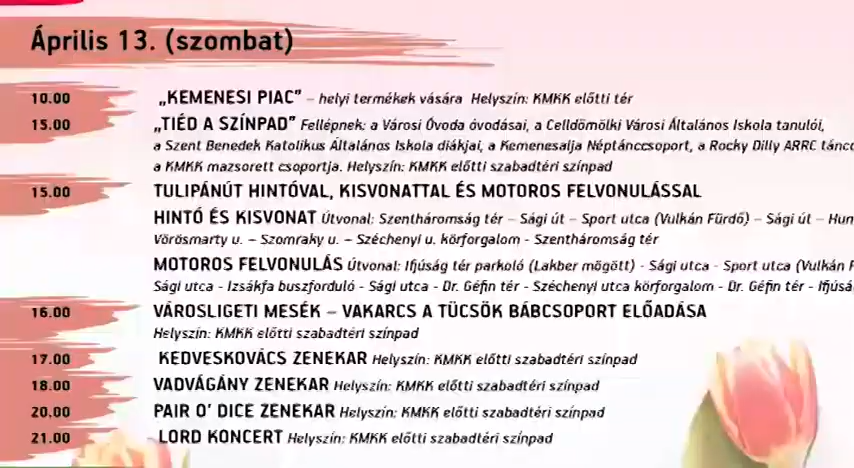 Április 13. (szombat)
10.00 „KEMENESI PIAC” – helyi termékek vására Helyszín: KMKK előtti tér
15.00 „TIÉD A SZÍNPAD” Fellépnek: a Városi Óvoda óvodásai, a Celldömölki Városi Általános Iskola tanulói,
a Szent Benedek Katolikus Általános Iskola diákjai, a Kemenesalja Néptánccsoport, a Rocky Dilly ARRC
a KMKK mazsorett csoportja. Helyszín: KMKK előtti szabadtéri színpad
15.00 TULIPÁNÚT HINTÓVAL, KISVONATTAL ÉS MOTOROS FELVONULÁSSAL
HINTÓ ÉS KISVONAT Útvonal: Szentháromság tér – Sági út – Sport utca (Vulkán Fürdő) – Sági út –
Vörösmarty u. – Szomraky u. – Széchenyi u. körforgalom - Szentháromság tér
MOTOROS FELVONULÁS Útvonal: Ifjúság tér parkoló (Lakber mögött) - Sági utca - Sport utca (Vulkán
Sági utca - Izsákfa buszforduló - Sági utca - Dr. Géfin tér - Széchenyi utca körforgalom - Dr. Géfin tér -
16.00 VÁROSLIGETI MESÉK – VAKARCS A TÜCSÖK BÁBCSOPORT ELŐADÁSA
Helyszín: KMKK előtti szabadtéri színpad
17.00 KEDVESKOVÁCS ZENEKAR Helyszín: KMKK előtti szabadtéri színpad
18.00 VADVÁGÁNY ZENEKAR Helyszín: KMKK előtti szabadtéri színpad
20.00 PAIR O' DICE ZENEKAR Helyszín: KMKK előtti szabadtéri színpad
21.00 LORD KONCERT Helyszín: KMKK előtti szabadtéri színpad